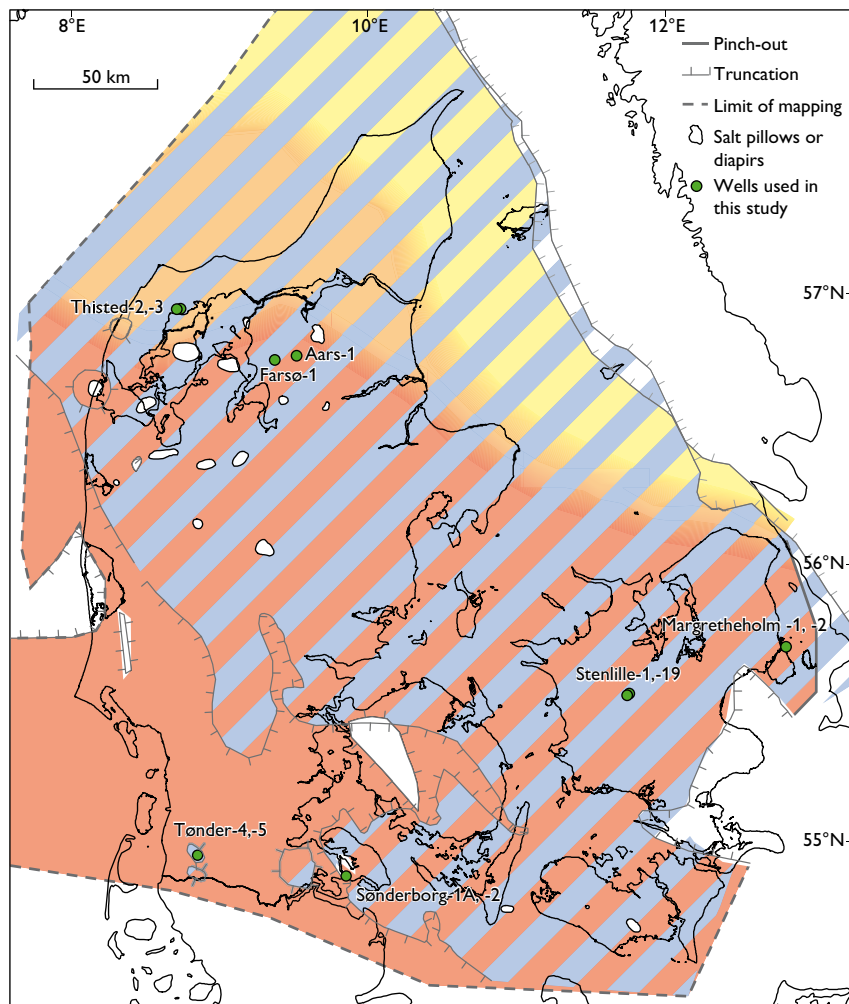 8°E
10°E
12°E
50 km
Pinch-out
Truncation
Limit of mapping
Salt pillows or
diapirs
Wells used in
this study
57°N
Thisted-2,-3
Aars-1
Farsø-1
56°N
Margretheholm -1, -2
Stenlille-1,-19
55°N
Tønder-4,-5
Sønderborg-1A, -2